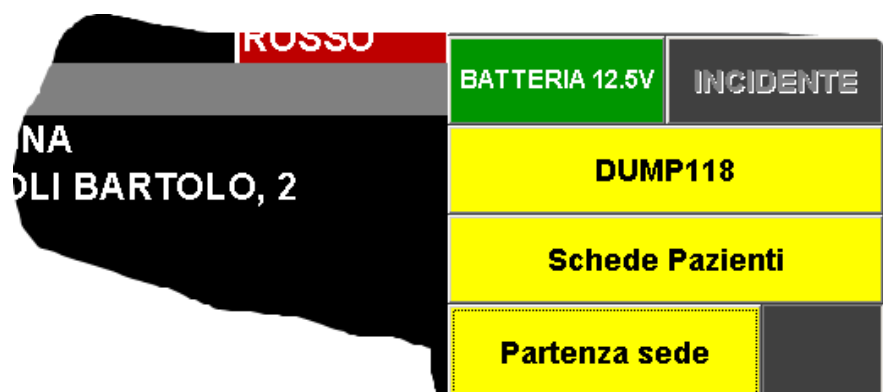 ROSSO
BATTERIA 12.5V
INCIDENTE
NA
OLI BARTOLO, 2
DUMP118
Schede Pazienti
Partenza sede